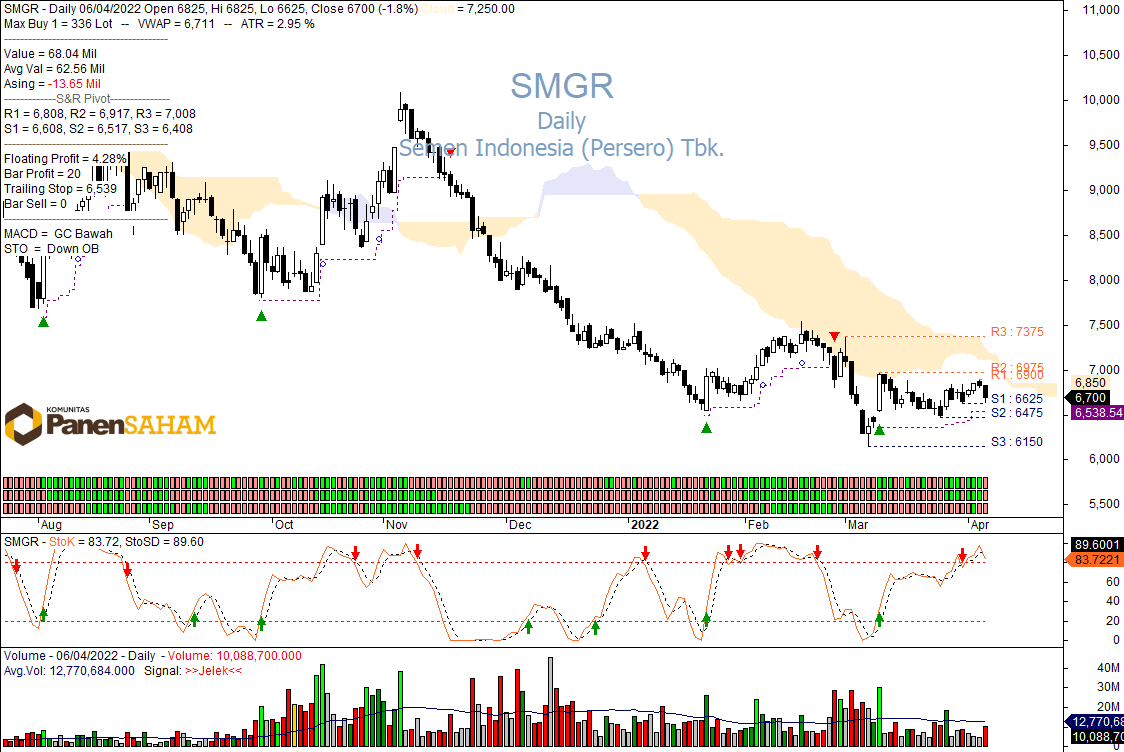 SMGR - Daily 06/04/2022 Open 6825, Hi 6825, Lo 6625, Close 6700 (-1.8%) Cloud = 7,250.00
Max Buy 1 = 336 Lot -- VWAP = 6,711 -- ATR = 2.95 %
Value = 68.04 Mil
Avg Val = 62.56 Mil
Asing = -13.65 Mil
S&R Pivot
R1 = 6,808, R2 = 6,917, R3 = 7,008
S1 = 6,608, S2 = 6,517, S3 = 6,408
Floating Profit = 4.28%
Bar Profit = 20
Trailing Stop = 6,539
Bar Sell = 0
MACD = GC Bawah
STO = Down OB
SMGR
Daily
Semen Indonesia (Persero) Tbk.
KOMUNITAS
PanenSAHAM
R3 : 7375
R2 : 6975
R1 : 6900
S1 : 6625
S2 : 6475
S3 : 6150
11,000
10,500
10,000
9,500
9,000
8,500
8,000
7,500
7,000
6,850
6,700
6,538.54
6,000
5,500
Aug Sep Oct Nov Dec 2022 Feb Mar Apr
SMGR - StoK = 83.72, StoSD = 89.60
89.6001
83.7221
60
40
20
0
Volume - 06/04/2022 - Daily - Volume: 10,088,700.000
Avg.Vol: 12,770,684.000 Signal: >>Jelek<<
40M
30M
20M
12,770,68
10,088,70
0